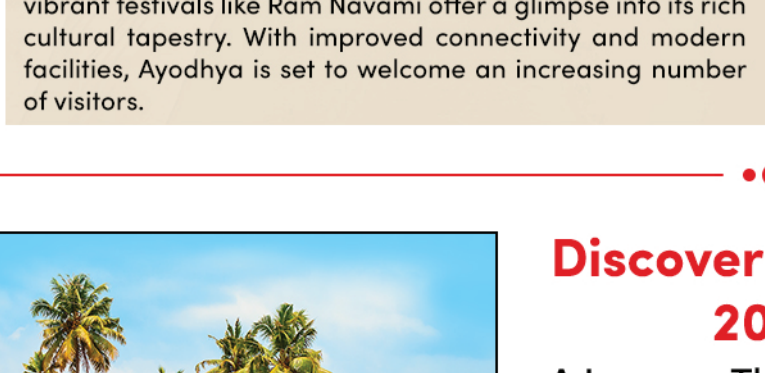 vibrant festivals like Ram Navami offer a glimpse into its rich
cultural tapestry. With improved connectivity and modern
facilities, Ayodhya is set to welcome an increasing number
of visitors.
Discover
20